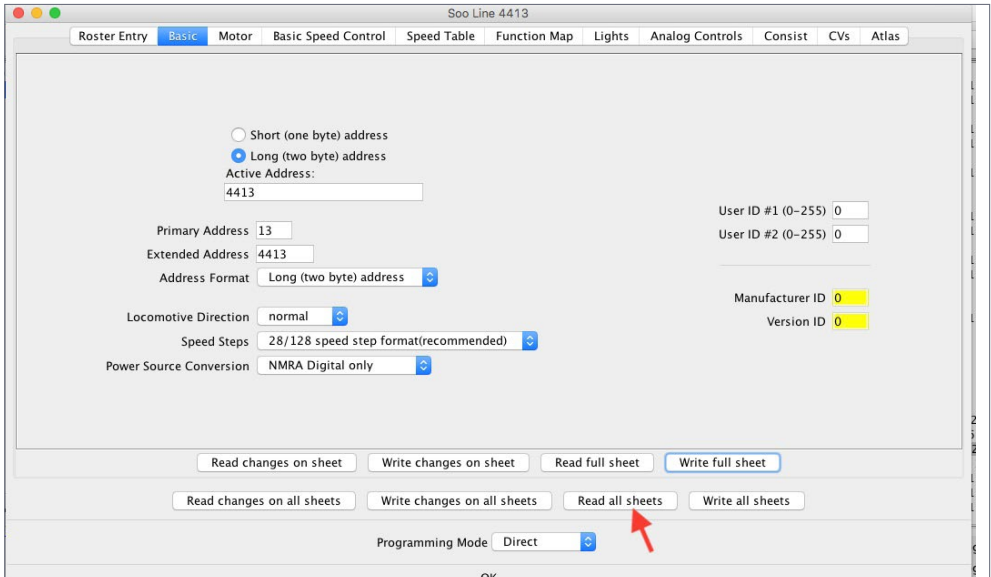 Soo Line 4413
Roster Entry Basic Motor Basic Speed Control Speed Table Function Map Lights Analog Controls Consist CVs Atlas
Short (one byte) address
Long (two byte) address
Active Address:
4413
Primary Address 13
Extended Address 4413
Address Format Long (two byte) address
Locomotive Direction normal
Speed Steps 28/128 speed step format(recommended)
Power Source Conversion NMRA Digital only
User ID #1 (0-255) 0
User ID #2 (0-255) 0
Manufacturer ID 0
Version ID 0
Read changes on sheet Write changes on sheet Read full sheet Write full sheet
Read changes on all sheets Write changes on all sheets Read all sheets Write all sheets
Programming Mode Direct
OK